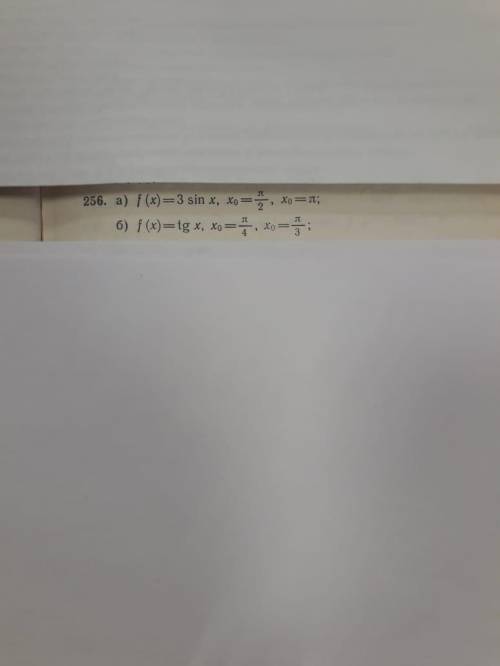 256. а) f (x)=3 sin x, x₀=π/2, x₀=π;
б) f (x)=tg x, x₀=π/4, x₀=π/3;